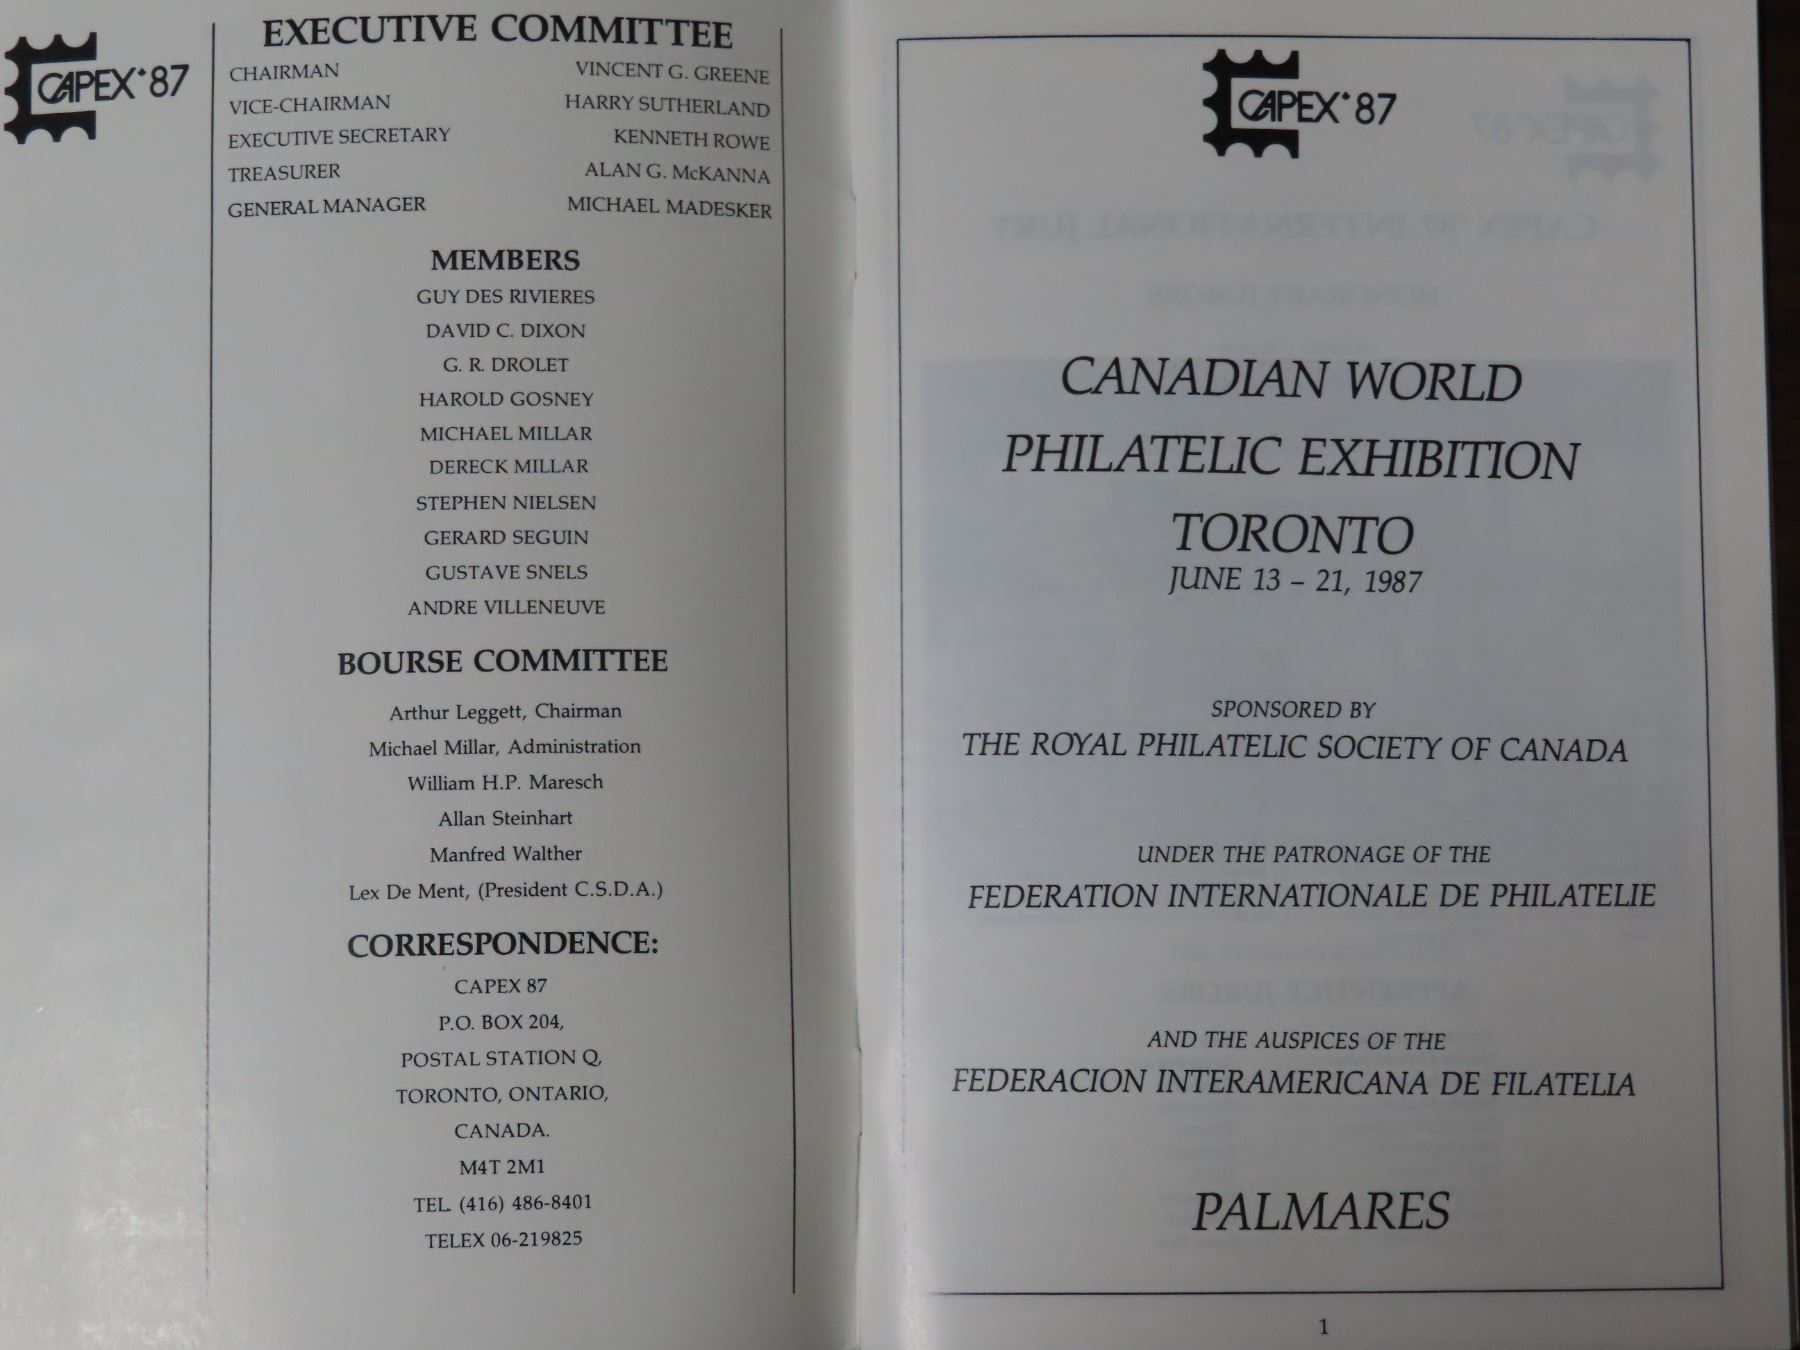 CAPEX '87
EXECUTIVE COMMITTEE
CHAIRMAN VINCENT G. GREENE
VICE-CHAIRMAN HARRY SUTHERLAND
EXECUTIVE SECRETARY KENNETH ROWE
TREASURER ALAN G. McKANNA
GENERAL MANAGER MICHAEL MADESKER
MEMBERS
GUY DES RIVIERES
DAVID C. DIXON
G. R. DROLET
HAROLD GOSNEY
MICHAEL MILLAR
DERECK MILLAR
STEPHEN NIELSEN
GERARD SEGUIN
GUSTAVE SNELS
ANDRE VILLENEUVE
BOURSE COMMITTEE
Arthur Leggett, Chairman
Michael Millar, Administration
William H.P. Maresch
Allan Steinhart
Manfred Walther
Lex De Ment, (President C.S.D.A.)
CORRESPONDENCE:
CAPEX 87
P.O. BOX 204,
POSTAL STATION Q,
TORONTO, ONTARIO,
CANADA.
M4T 2M1
TEL. (416) 486-8401
TELEX 06-219825
CAPEX '87
CANADIAN WORLD
PHILATELIC EXHIBITION
TORONTO
JUNE 13 – 21, 1987
SPONSORED BY
THE ROYAL PHILATELIC SOCIETY OF CANADA
UNDER THE PATRONAGE OF THE
FEDERATION INTERNATIONALE DE PHILATELIE
AND THE AUSPICES OF THE
FEDERACION INTERAMERICANA DE FILATELIA
PALMARES
1